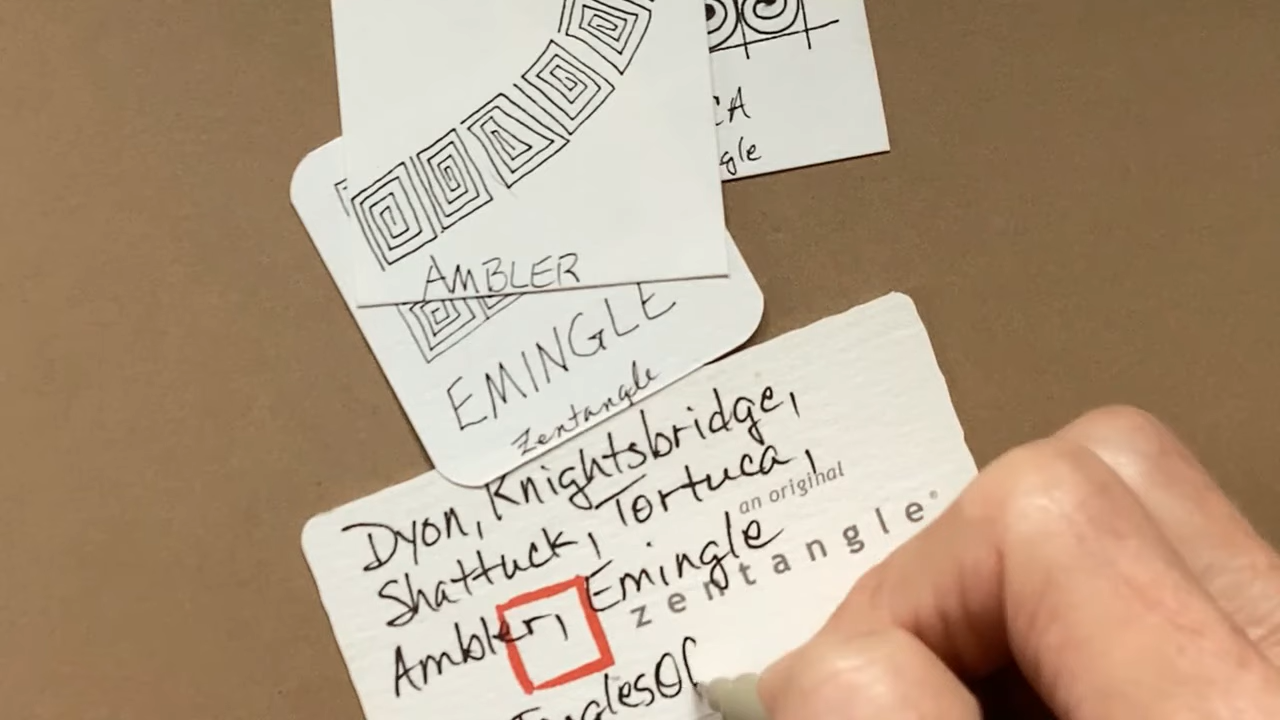 CA
gle
AMBLER
EMINGLE
Zentangle
Dyon, Knightsbridge,
Shattuck, Tortuca,
an original
Ambler, Emingle
zentangle®